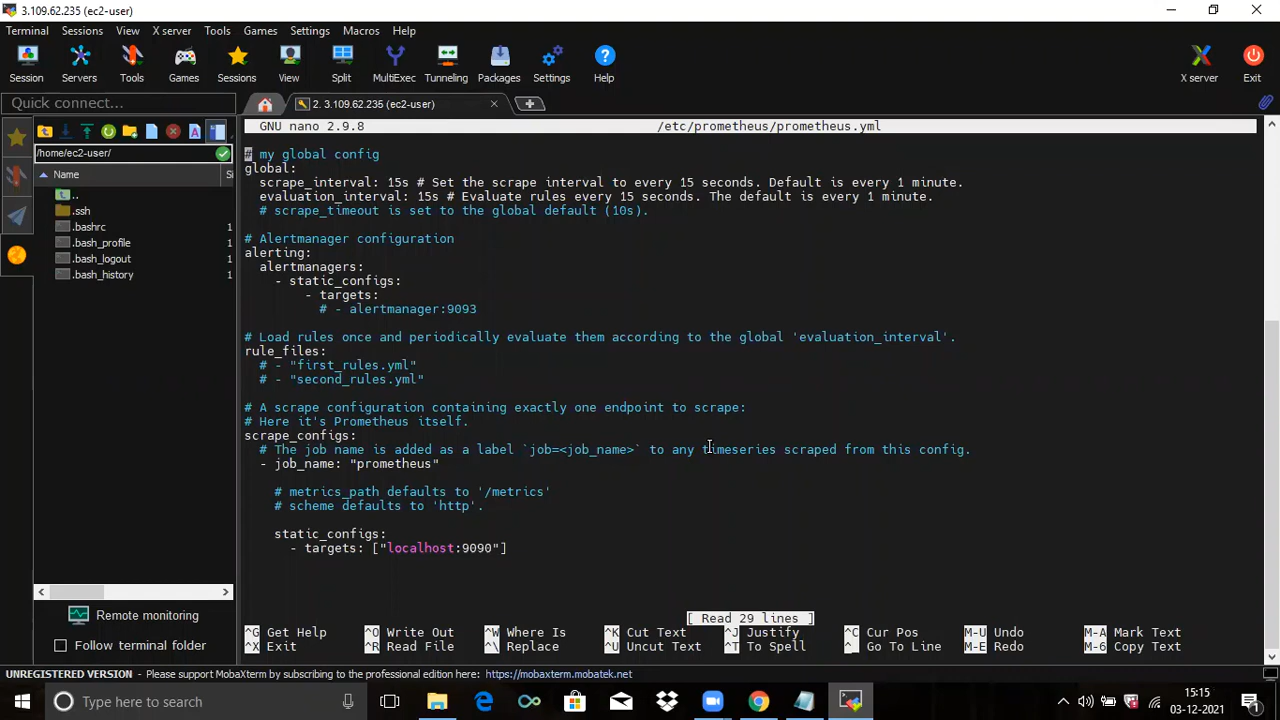 3.109.62.235 (ec2-user)
Terminal Sessions View X server Tools Games Settings Macros Help
Session Servers Tools Games Sessions View Split MultiExec Tunneling Packages Settings Help X server Exit
Quick connect...
2. 3.109.62.235 (ec2-user)
/home/ec2-user/
Name Si
..
.ssh
.bashrc 1
.bash_profile 1
.bash_logout 1
.bash_history 1
Remote monitoring
Follow terminal folder
GNU nano 2.9.8 /etc/prometheus/prometheus.yml
# my global config
global:
  scrape_interval: 15s # Set the scrape interval to every 15 seconds. Default is every 1 minute.
  evaluation_interval: 15s # Evaluate rules every 15 seconds. The default is every 1 minute.
  # scrape_timeout is set to the global default (10s).
# Alertmanager configuration
alerting:
  alertmanagers:
    - static_configs:
        - targets:
          # - alertmanager:9093
# Load rules once and periodically evaluate them according to the global 'evaluation_interval'.
rule_files:
  # - "first_rules.yml"
  # - "second_rules.yml"
# A scrape configuration containing exactly one endpoint to scrape:
# Here it's Prometheus itself.
scrape_configs:
  # The job name is added as a label `job=<job_name>` to any timeseries scraped from this config.
  - job_name: "prometheus"
    # metrics_path defaults to '/metrics'
    # scheme defaults to 'http'.
    static_configs:
      - targets: ["localhost:9090"]
[ Read 29 lines ]
^G Get Help ^O Write Out ^W Where Is ^K Cut Text ^J Justify ^C Cur Pos M-U Undo M-A Mark Text
^X Exit ^R Read File ^\ Replace ^U Uncut Text ^T To Spell ^_ Go To Line M-E Redo M-6 Copy Text
UNREGISTERED VERSION - Please support MobaXterm by subscribing to the professional edition here: https://mobaxterm.mobatek.net
Type here to search
15:15
03-12-2021
1